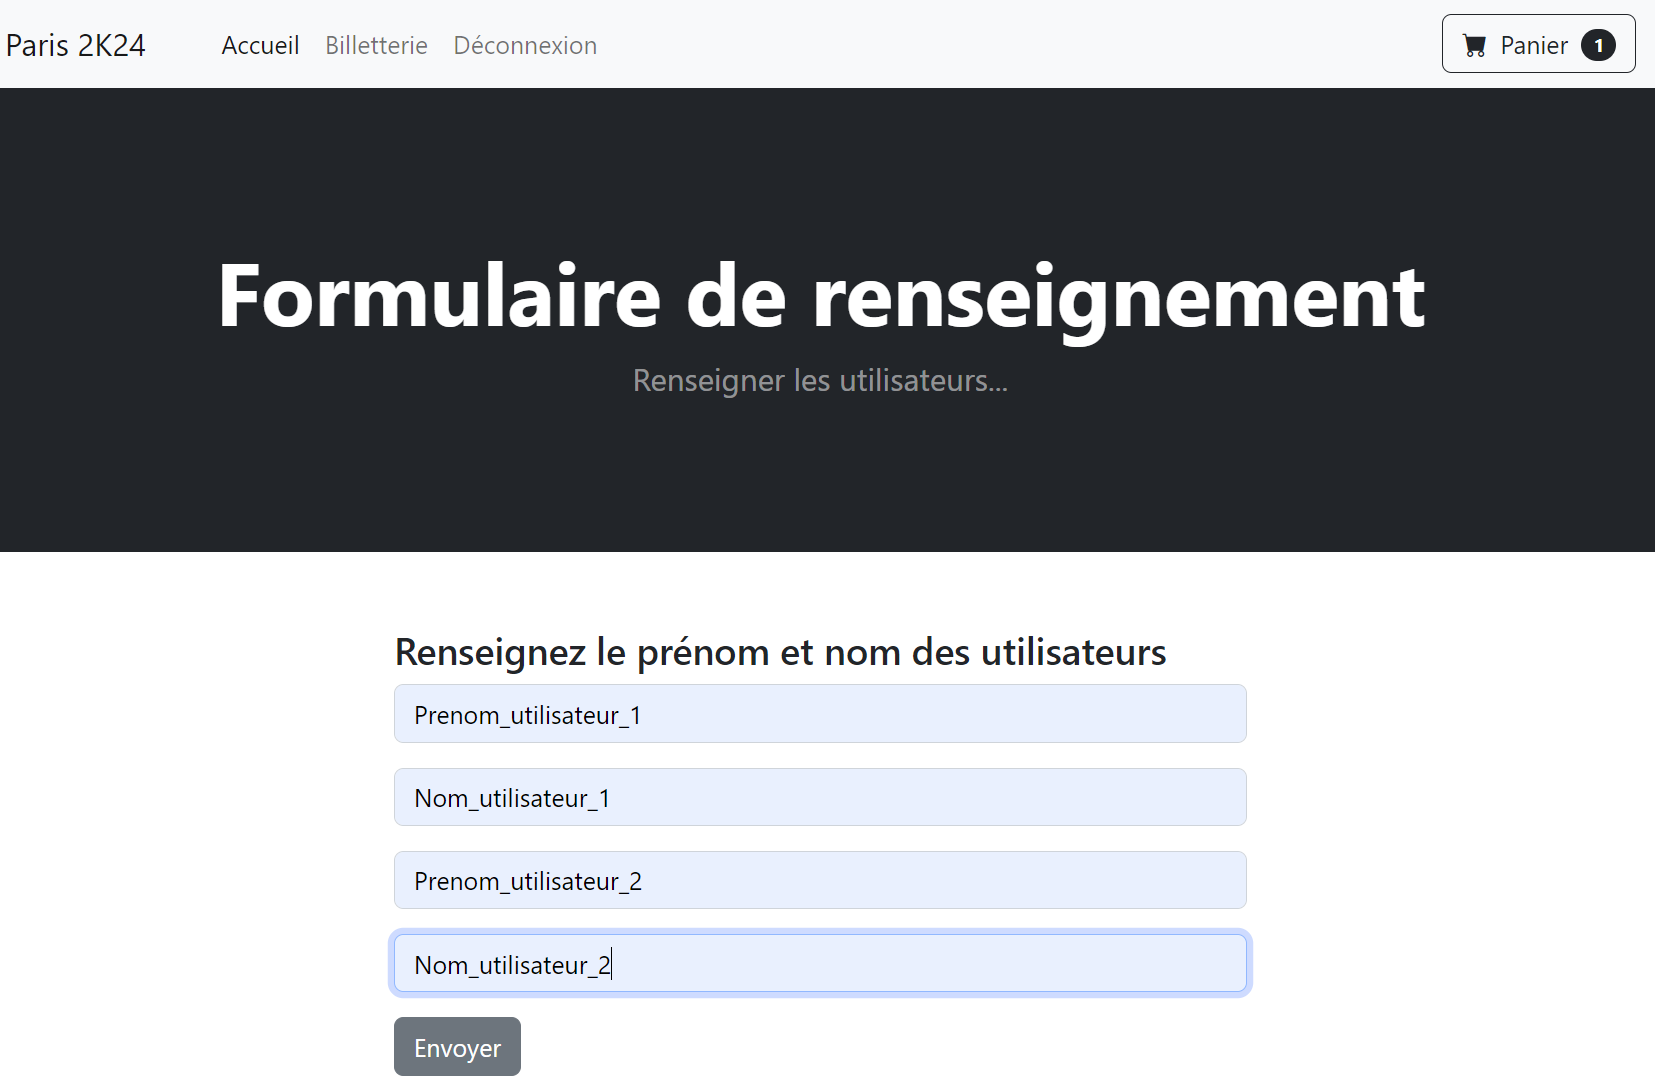 Paris 2K24 Accueil Billetterie Déconnexion Panier 1
Formulaire de renseignement
Renseigner les utilisateurs...
Renseignez le prénom et nom des utilisateurs
Prenom_utilisateur_1
Nom_utilisateur_1
Prenom_utilisateur_2
Nom_utilisateur_2
Envoyer